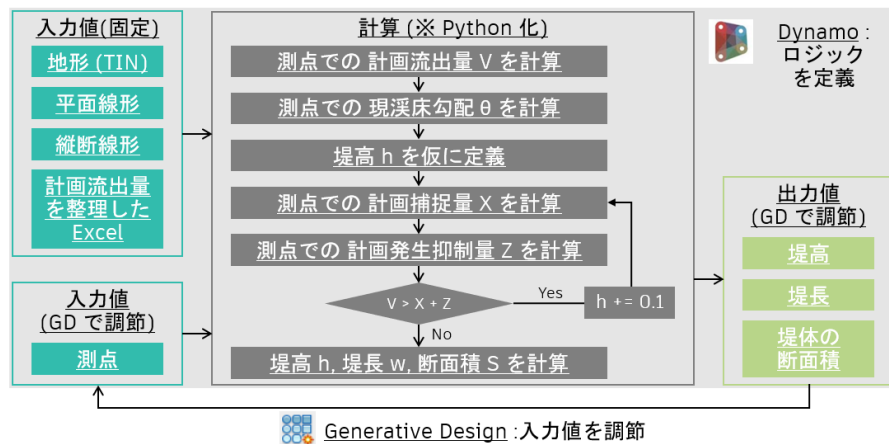 入力値(固定)
地形 (TIN)
平面線形
縦断線形
計画流出量
を整理した
Excel
入力値
(GD で調節)
測点
計算 (※ Python 化)
測点での 計画流出量 V を計算
測点での 現渓床勾配 θ を計算
堤高 h を仮に定義
測点での 計画捕捉量 X を計算
測点での 計画発生抑制量 Z を計算
V > X + Z
Yes
h += 0.1
No
堤高 h, 堤長 w, 断面積 S を計算
Dynamo :
ロジック
を定義
出力値
(GD で調節)
堤高
堤長
堤体の
断面積
Generative Design :入力値を調節